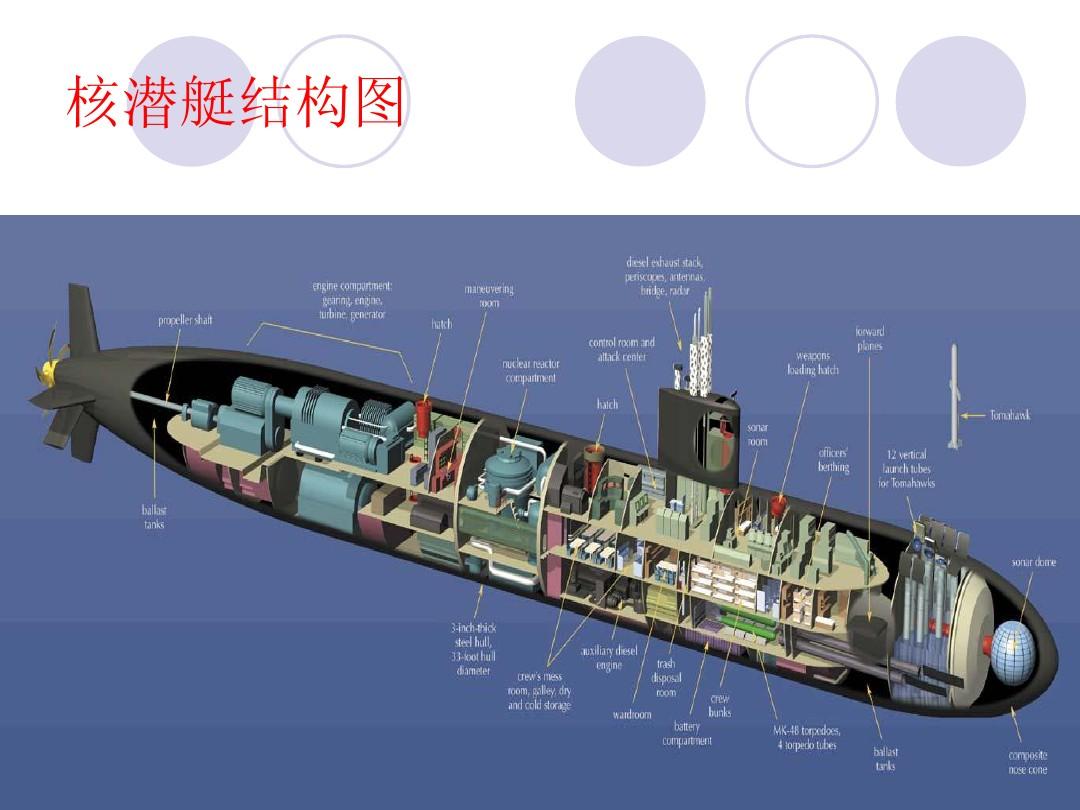 核潜艇结构图
diesel exhaust stack,
periscopes, antennas,
bridge, radar
engine compartment:
gearing, engine,
turbine, generator
maneuvering
room
propeller shaft
hatch
control room and
attack center
forward
planes
nuclear reactor
compartment
weapons
loading hatch
hatch
Tomahawk
sonar
room
officers'
berthing
12 vertical
launch tubes
for Tomahawks
ballast
tanks
sonar dome
3-inch-thick
steel hull,
33-foot hull
diameter
crew's mess
room, galley, dry
and cold storage
auxiliary diesel
engine
trash
disposal
room
wardroom
crew
bunks
battery
compartment
MK-48 torpedoes,
4 torpedo tubes
ballast
tanks
composite
nose cone